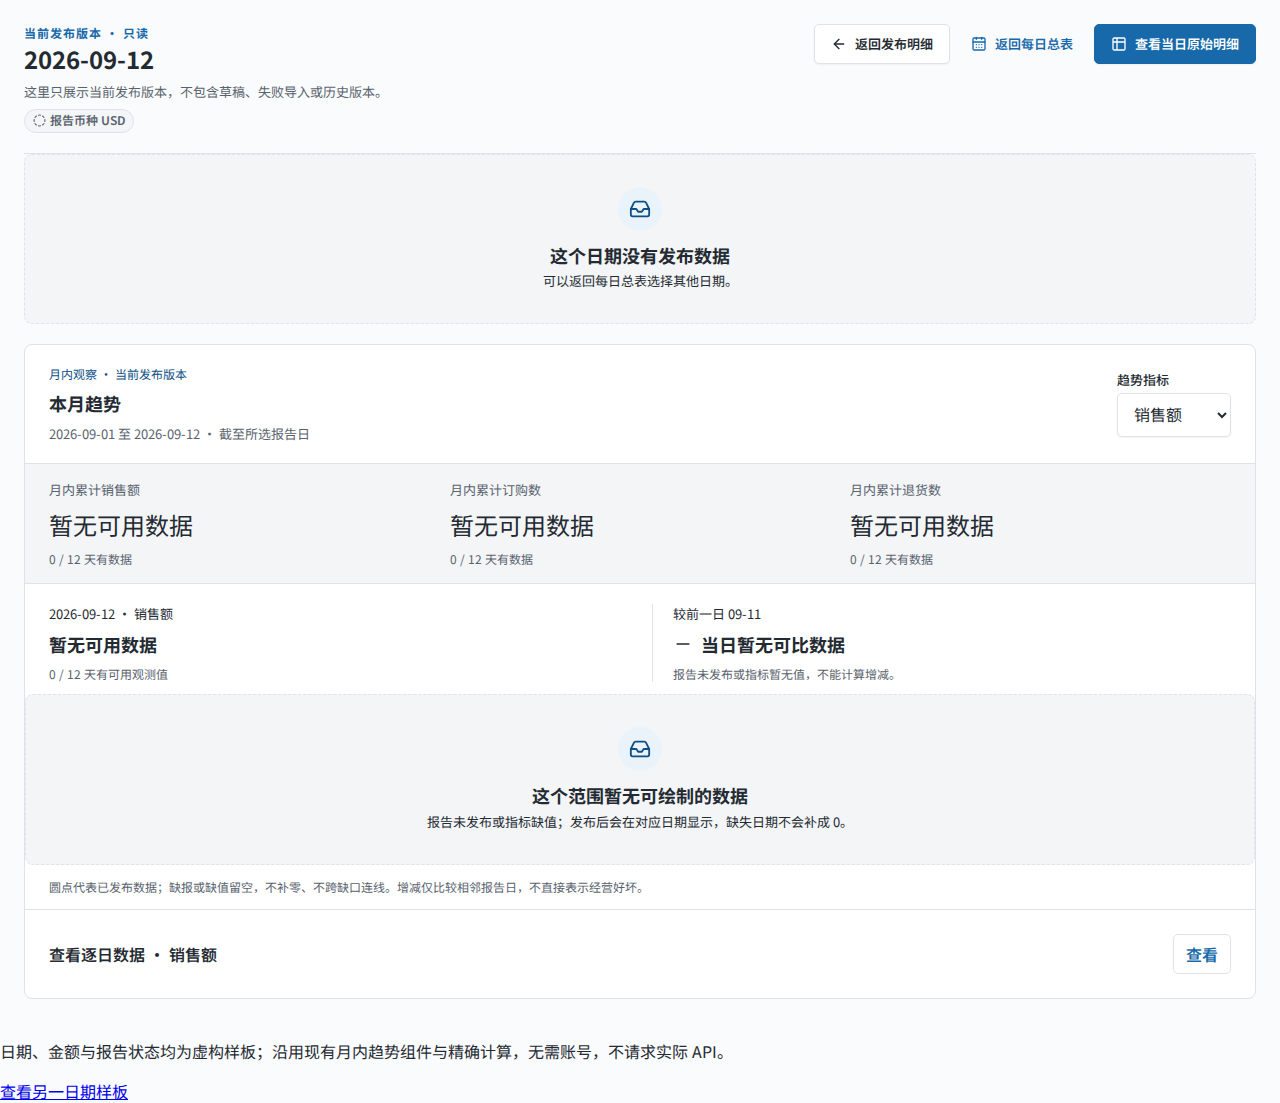 当前发布版本 · 只读
2026-09-12
这里只展示当前发布版本，不包含草稿、失败导入或历史版本。
报告币种 USD
返回发布明细
返回每日总表
查看当日原始明细
这个日期没有发布数据
可以返回每日总表选择其他日期。
月内观察 · 当前发布版本
本月趋势
2026-09-01 至 2026-09-12 · 截至所选报告日
趋势指标
销售额
月内累计销售额
暂无可用数据
0 / 12 天有数据
月内累计订购数
暂无可用数据
0 / 12 天有数据
月内累计退货数
暂无可用数据
0 / 12 天有数据
2026-09-12 · 销售额
暂无可用数据
0 / 12 天有可用观测值
较前一日 09-11
— 当日暂无可比数据
报告未发布或指标暂无值，不能计算增减。
这个范围暂无可绘制的数据
报告未发布或指标缺值；发布后会在对应日期显示，缺失日期不会补成 0。
圆点代表已发布数据；缺报或缺值留空，不补零、不跨缺口连线。增减仅比较相邻报告日，不直接表示经营好坏。
查看逐日数据 · 销售额
查看
日期、金额与报告状态均为虚构样板；沿用现有月内趋势组件与精确计算，无需账号，不请求实际 API。
查看另一日期样板